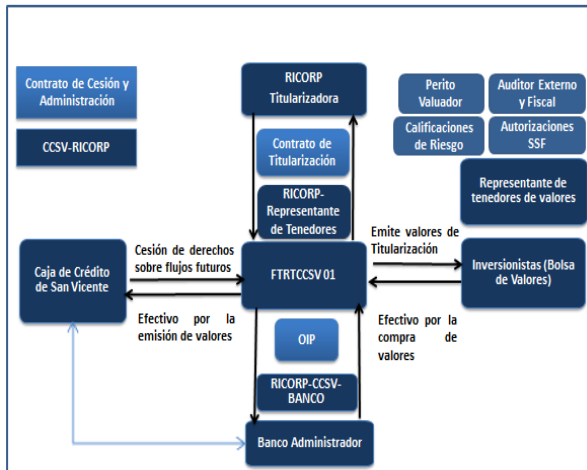 Contrato de Cesión y
Administración
CCSV-RICORP
RICORP
Titularizadora
Contrato de
Titularización
RICORP-
Representante
de Tenedores
Perito
Valuador
Auditor Externo
y Fiscal
Calificaciones
de Riesgo
Autorizaciones
SSF
Representante de
tenedores de valores
Caja de Crédito
de San Vicente
Cesión de derechos
sobre flujos futuros
Efectivo por la
emisión de valores
FTRTCCSV 01
Emite valores de
Titularización
Efectivo por la
compra de
valores
Inversionistas (Bolsa
de Valores)
OIP
RICORP-CCSV-
BANCO
Banco Administrador